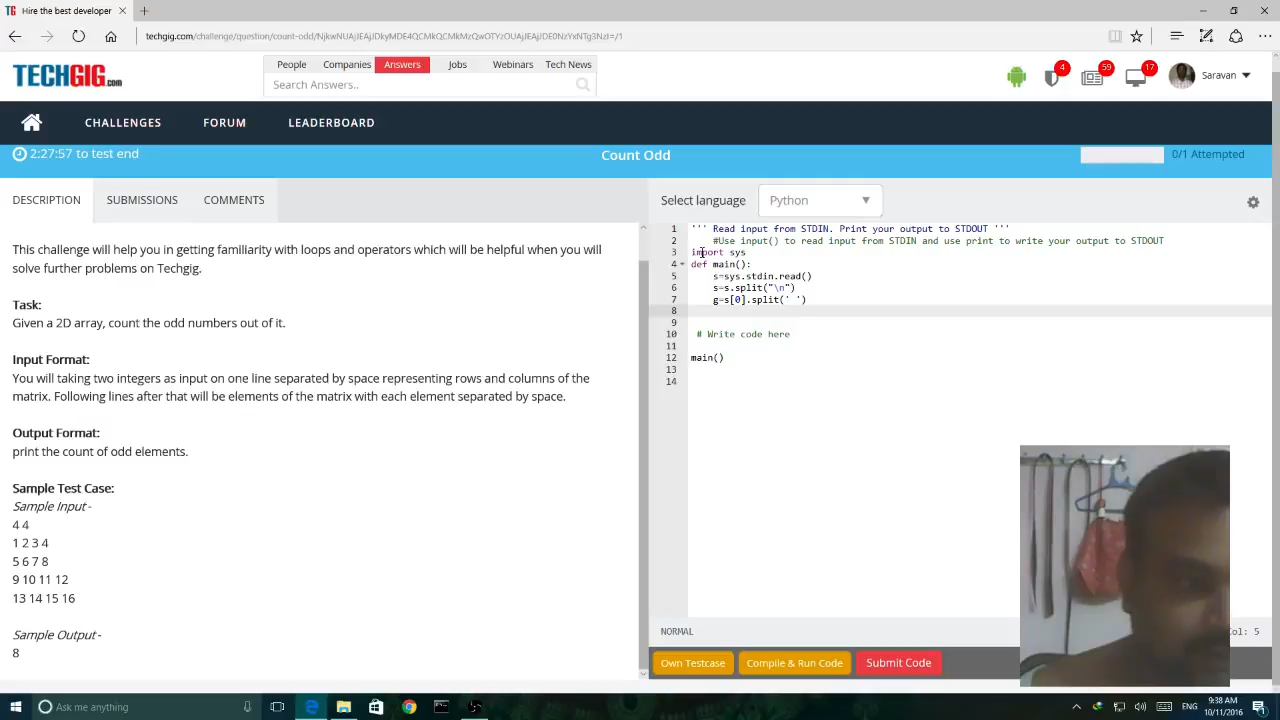 TG Hire the best develop
techgig.com/challenge/question/count-odd/
TECHGIG.com
People Companies Answers Jobs Webinars Tech News
Search Answers..
4 59 17 Saravan
CHALLENGES FORUM LEADERBOARD
2:27:57 to test end
Count Odd
0/1 Attempted
DESCRIPTION SUBMISSIONS COMMENTS
This challenge will help you in getting familiarity with loops and operators which will be helpful when you will
solve further problems on Techgig.
Task:
Given a 2D array, count the odd numbers out of it.
Input Format:
You will taking two integers as input on one line separated by space representing rows and columns of the
matrix. Following lines after that will be elements of the matrix with each element separated by space.
Output Format:
print the count of odd elements.
Sample Test Case:
Sample Input -
4 4
1 2 3 4
5 6 7 8
9 10 11 12
13 14 15 16
Sample Output -
8
Select language Python
1 ''' Read input from STDIN. Print your output to STDOUT '''
2 #Use input() to read input from STDIN and use print to write your output to STDOUT
3 import sys
4 def main():
5 s=sys.stdin.read()
6 s=s.split("\n")
7 g=s[0].split(' ')
8
9
10 # Write code here
11
12 main()
13
14
NORMAL
Col: 5
Own Testcase Compile & Run Code Submit Code
Ask me anything
9:38 AM
10/11/2016